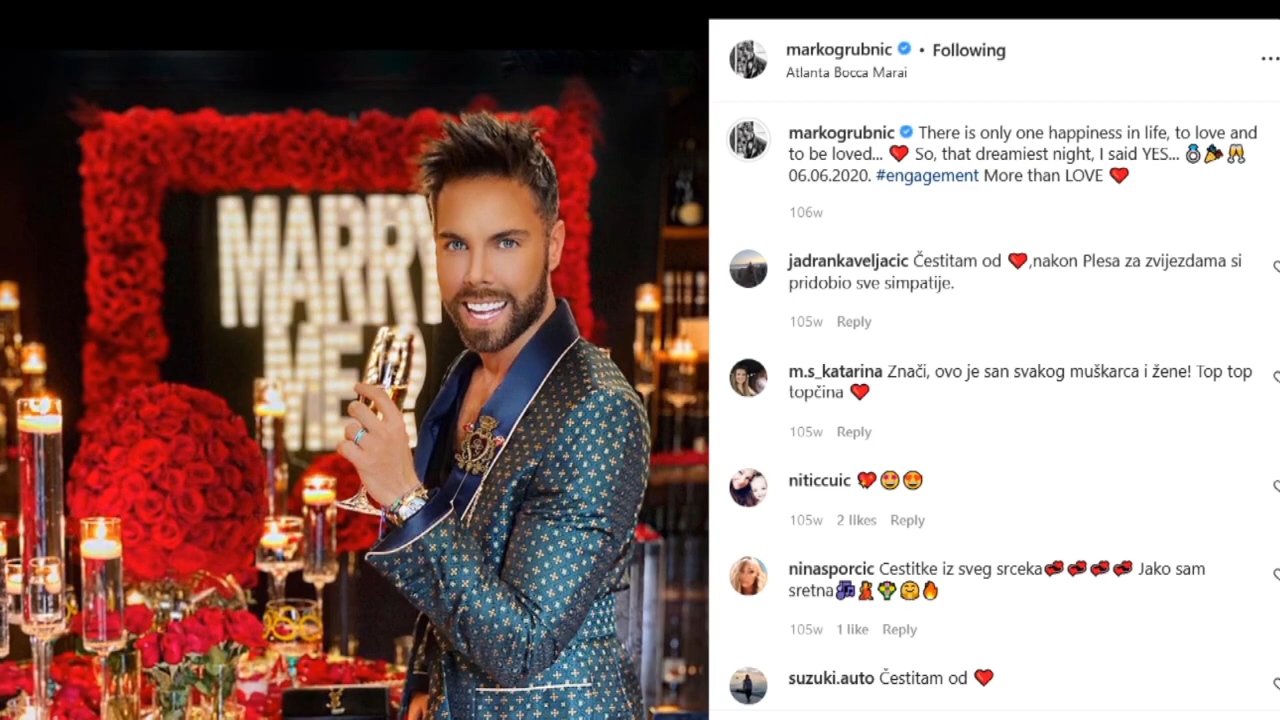 MARRY
ME?
markogrubnic • Following
Atlanta Bocca Marai
markogrubnic There is only one happiness in life, to love and
to be loved... ❤️ So, that dreamiest night, I said YES... 💍🎉🥂
06.06.2020. #engagement More than LOVE ❤️
106w
jadrankaveljacic Čestitam od ❤️,nakon Plesa za zvijezdama si
pridobio sve simpatije.
105w Reply
m.s_katarina Znači, ovo je san svakog muškarca i žene! Top top
topčina ❤️
105w Reply
niticcuic 💖😍😍
105w 2 likes Reply
ninasporcic Cestitke iz sveg srceka💞💞💞💞 Jako sam
sretna🎶💃💐🤗🔥
105w 1 like Reply
suzuki.auto Čestitam od ❤️